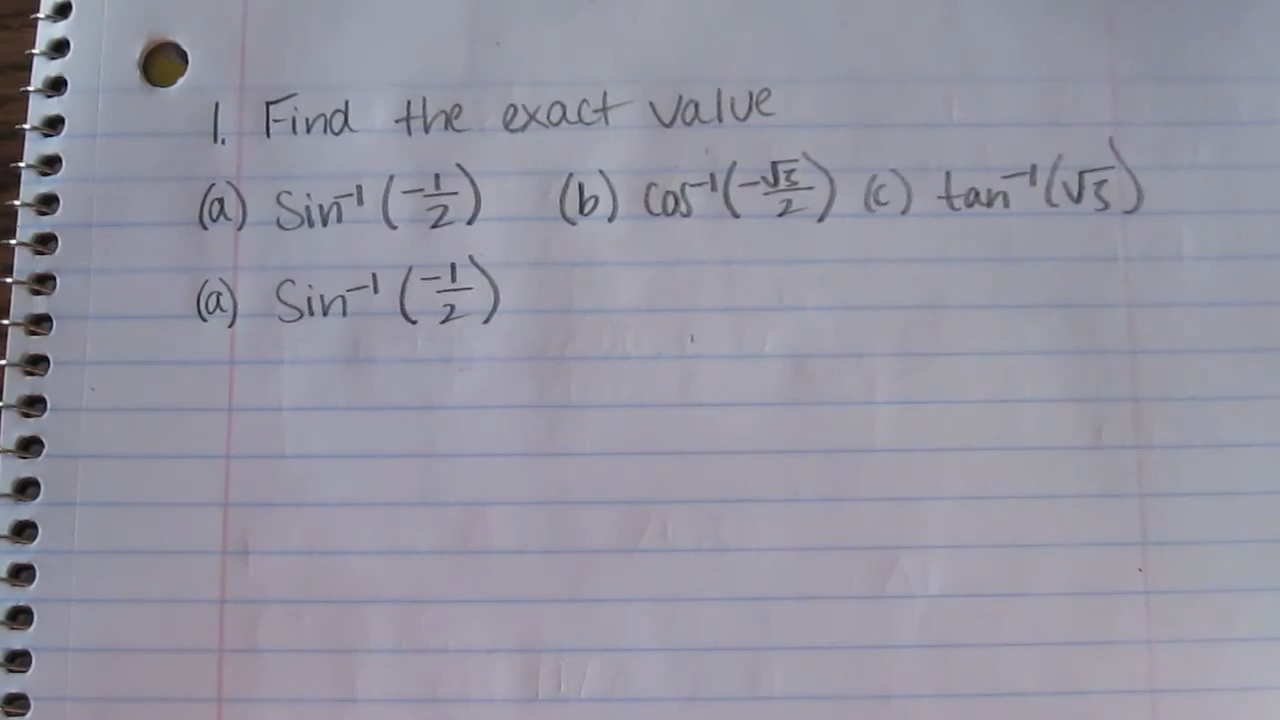 1. Find the exact value
(a) Sin⁻¹(-1/2) (b) Cos⁻¹(-√3/2) (c) tan⁻¹(√3)
(a) Sin⁻¹(-1/2)